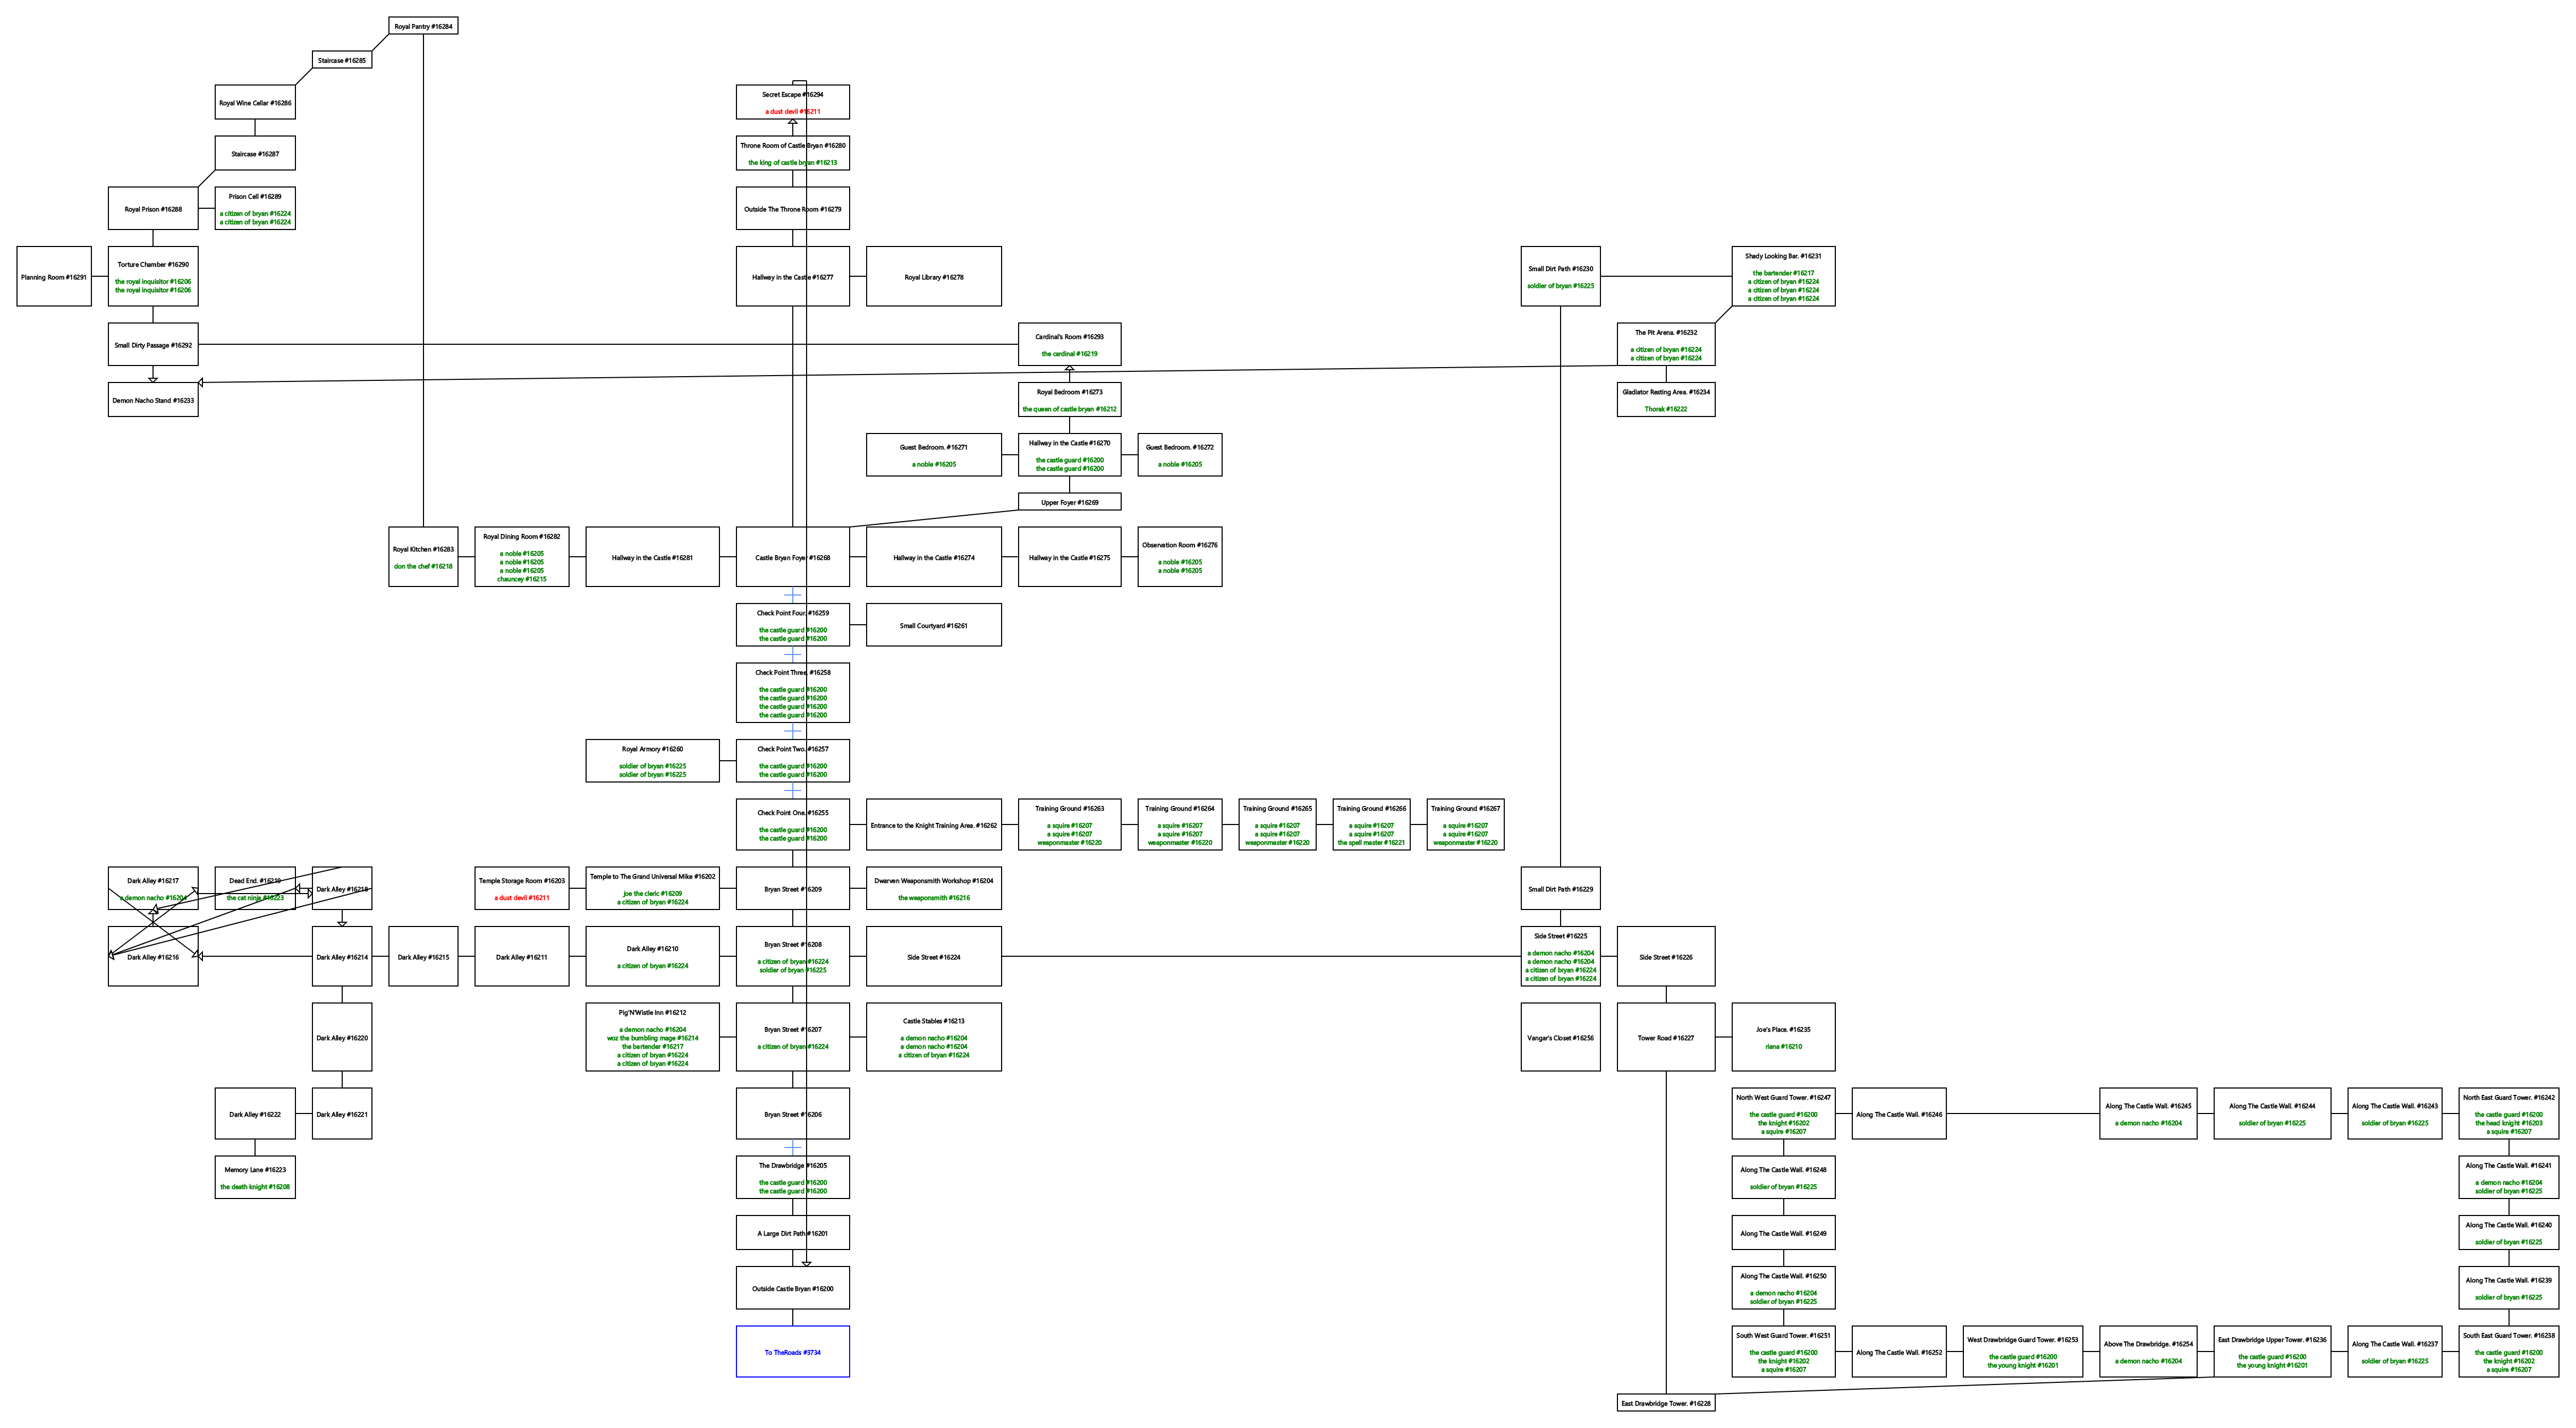 Royal Pantry #16284
Staircase #16285
Royal Wine Cellar #16286
Secret Escape #16294
a dust devil #16211
Staircase #16287
Throne Room of Castle Bryan #16280
the king of castle bryan #16213
Royal Prison #16288
Prison Cell #16289
a citizen of bryan #16224
a citizen of bryan #16224
Outside The Throne Room #16279
Planning Room #16291
Torture Chamber #16290
the royal inquisitor #16206
the royal inquisitor #16206
Hallway in the Castle #16277
Royal Library #16278
Small Dirt Path #16230
soldier of bryan #16225
Shady Looking Bar. #16231
the bartender #16217
a citizen of bryan #16224
a citizen of bryan #16224
a citizen of bryan #16224
Small Dirty Passage #16292
Cardinal's Room #16293
the cardinal #16219
The Pit Arena. #16232
a citizen of bryan #16224
a citizen of bryan #16224
Demon Nacho Stand #16233
Royal Bedroom #16273
the queen of castle bryan #16212
Gladiator Resting Area. #16234
Thorak #16222
Guest Bedroom. #16271
a noble #16205
Hallway in the Castle #16270
the castle guard #16200
the castle guard #16200
Guest Bedroom. #16272
a noble #16205
Upper Foyer #16269
Royal Kitchen #16283
don the chef #16218
Royal Dining Room #16282
a noble #16205
a noble #16205
a noble #16205
chauncey #16215
Hallway in the Castle #16281
Castle Bryan Foyer #16268
Hallway in the Castle #16274
Hallway in the Castle #16275
Observation Room #16276
a noble #16205
a noble #16205
Check Point Four. #16259
the castle guard #16200
the castle guard #16200
Small Courtyard #16261
Check Point Three. #16258
the castle guard #16200
the castle guard #16200
the castle guard #16200
the castle guard #16200
Royal Armory #16260
soldier of bryan #16225
soldier of bryan #16225
Check Point Two. #16257
the castle guard #16200
the castle guard #16200
Check Point One. #16255
the castle guard #16200
the castle guard #16200
Entrance to the Knight Training Area. #16262
Training Ground #16263
a squire #16207
a squire #16207
weaponmaster #16220
Training Ground #16264
a squire #16207
a squire #16207
weaponmaster #16220
Training Ground #16265
a squire #16207
a squire #16207
weaponmaster #16220
Training Ground #16266
a squire #16207
a squire #16207
the spell master #16221
Training Ground #16267
a squire #16207
a squire #16207
weaponmaster #16220
Dark Alley #16217
a demon nacho #16204
Dead End. #16219
the cat ninja #16223
Dark Alley #16218
Temple Storage Room #16203
a dust devil #16211
Temple to The Grand Universal Mike #16202
joe the cleric #16209
a citizen of bryan #16224
Bryan Street #16209
Dwarven Weaponsmith Workshop #16204
the weaponsmith #16216
Small Dirt Path #16229
Dark Alley #16216
Dark Alley #16214
Dark Alley #16215
Dark Alley #16211
Dark Alley #16210
a citizen of bryan #16224
Bryan Street #16208
a citizen of bryan #16224
soldier of bryan #16225
Side Street #16224
Side Street #16225
a demon nacho #16204
a demon nacho #16204
a citizen of bryan #16224
a citizen of bryan #16224
Side Street #16226
Dark Alley #16220
Pig'N'Wistle Inn #16212
a demon nacho #16204
woz the bumbling mage #16214
the bartender #16217
a citizen of bryan #16224
a citizen of bryan #16224
Bryan Street #16207
a citizen of bryan #16224
Castle Stables #16213
a demon nacho #16204
a demon nacho #16204
a citizen of bryan #16224
Vangar's Closet #16256
Tower Road #16227
Joe's Place. #16235
riana #16210
Dark Alley #16222
Dark Alley #16221
Bryan Street #16206
North West Guard Tower. #16247
the castle guard #16200
the knight #16202
a squire #16207
Along The Castle Wall. #16246
Along The Castle Wall. #16245
a demon nacho #16204
Along The Castle Wall. #16244
soldier of bryan #16225
Along The Castle Wall. #16243
soldier of bryan #16225
North East Guard Tower. #16242
the castle guard #16200
the head knight #16203
a squire #16207
Memory Lane #16223
the death knight #16208
The Drawbridge #16205
the castle guard #16200
the castle guard #16200
Along The Castle Wall. #16248
soldier of bryan #16225
Along The Castle Wall. #16241
a demon nacho #16204
soldier of bryan #16225
A Large Dirt Path #16201
Along The Castle Wall. #16249
Along The Castle Wall. #16240
soldier of bryan #16225
Outside Castle Bryan #16200
Along The Castle Wall. #16250
a demon nacho #16204
soldier of bryan #16225
Along The Castle Wall. #16239
soldier of bryan #16225
To TheRoads #3734
South West Guard Tower. #16251
the castle guard #16200
the knight #16202
a squire #16207
Along The Castle Wall. #16252
West Drawbridge Guard Tower. #16253
the castle guard #16200
the young knight #16201
Above The Drawbridge. #16254
a demon nacho #16204
East Drawbridge Upper Tower. #16236
the castle guard #16200
the young knight #16201
Along The Castle Wall. #16237
soldier of bryan #16225
South East Guard Tower. #16238
the castle guard #16200
the knight #16202
a squire #16207
East Drawbridge Tower. #16228